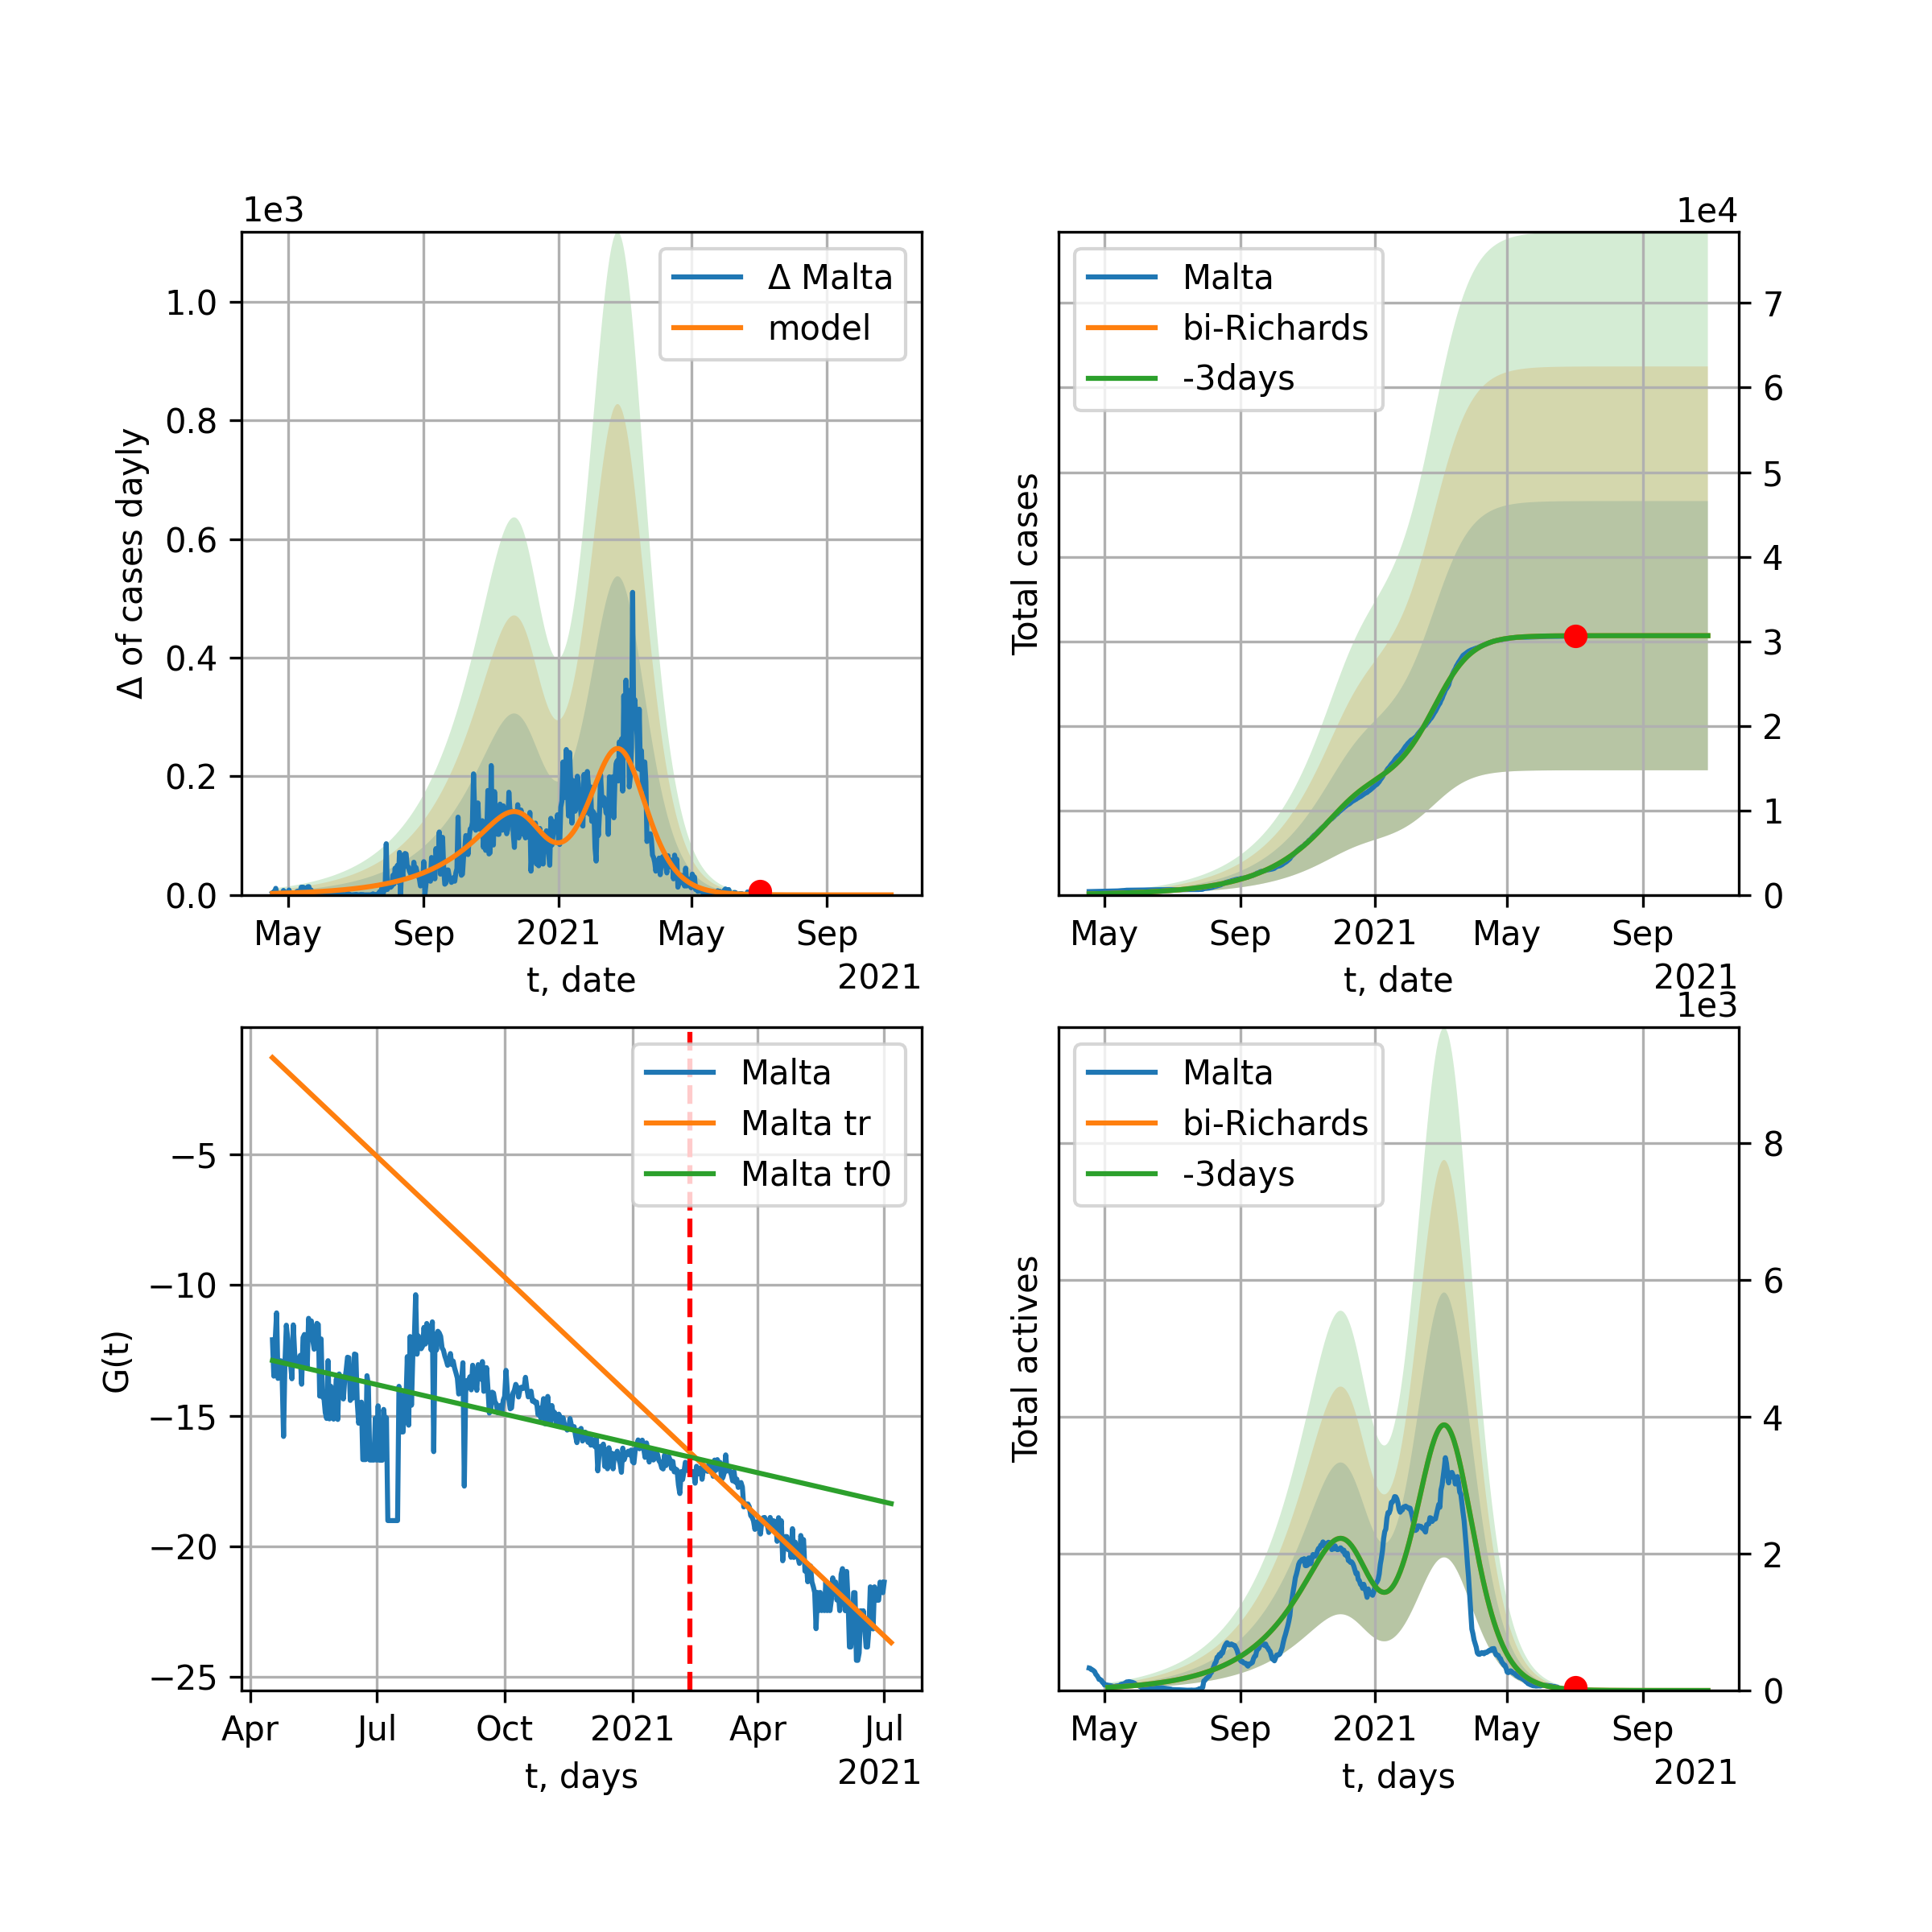 1e3
Δ of cases dayly
1.0
0.8
0.6
0.4
0.2
0.0
Δ Malta
model
May Sep 2021 May Sep
t, date
2021
1e4
Total cases
Malta
bi-Richards
-3days
7
6
5
4
3
2
1
0
May Sep 2021 May Sep
t, date
2021
G(t)
−5
−10
−15
−20
−25
Malta
Malta tr
Malta tr0
Apr Jul Oct 2021 Apr Jul
t, days
2021
1e3
Total actives
Malta
bi-Richards
-3days
8
6
4
2
0
May Sep 2021 May Sep
t, days
2021